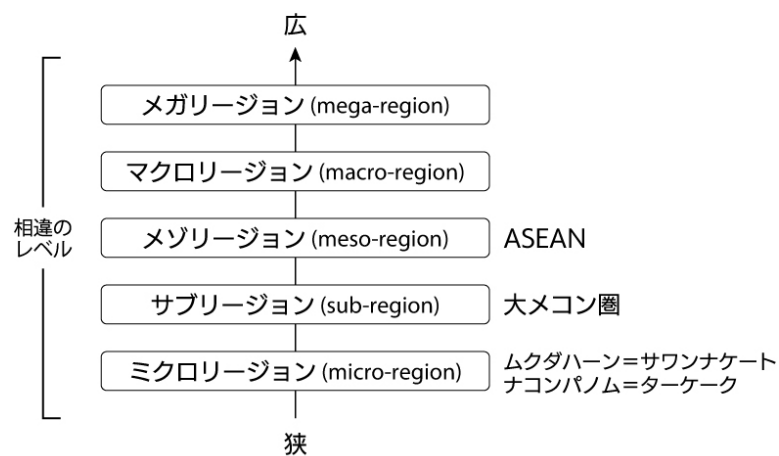 広
メガリージョン (mega-region)
マクロリージョン (macro-region)
相違の
レベル
メゾリージョン (meso-region)
ASEAN
サブリージョン (sub-region)
大メコン圏
ミクロリージョン (micro-region)
ムクダハーン＝サワンナケート
ナコンパノム＝ターケーク
狭